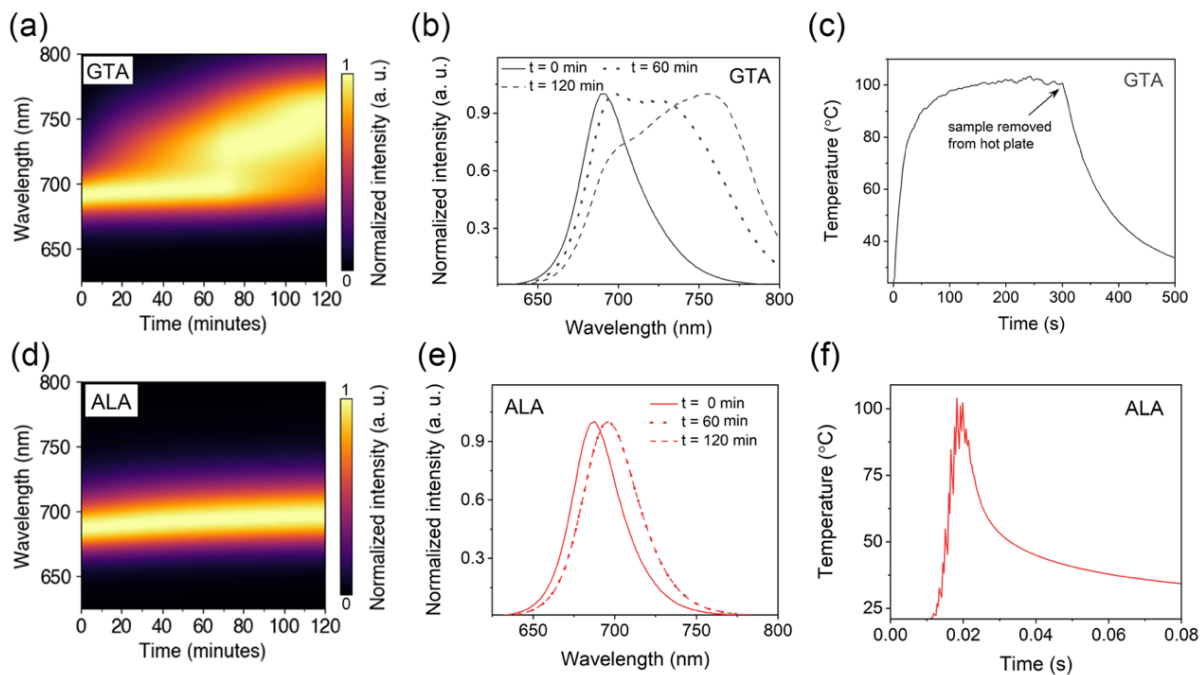 (a)
GTA
800
750
700
650
Wavelength (nm)
0 20 40 60 80 100 120
Time (minutes)
1
0
Normalized intensity (a. u.)
(b)
t = 0 min t = 60 min
t = 120 min
GTA
0.9
0.6
0.3
Normalized intensity (a. u.)
650 700 750 800
Wavelength (nm)
(c)
GTA
100
80
60
40
Temperature (°C)
sample removed
from hot plate
0 100 200 300 400 500
Time (s)
(d)
ALA
800
750
700
650
Wavelength (nm)
0 20 40 60 80 100 120
Time (minutes)
1
0
Normalized intensity (a. u.)
(e)
ALA
t = 0 min
t = 60 min
t = 120 min
0.9
0.6
0.3
Normalized intensity (a. u.)
650 700 750 800
Wavelength (nm)
(f)
ALA
100
75
50
25
Temperature (°C)
0.00 0.02 0.04 0.06 0.08
Time (s)